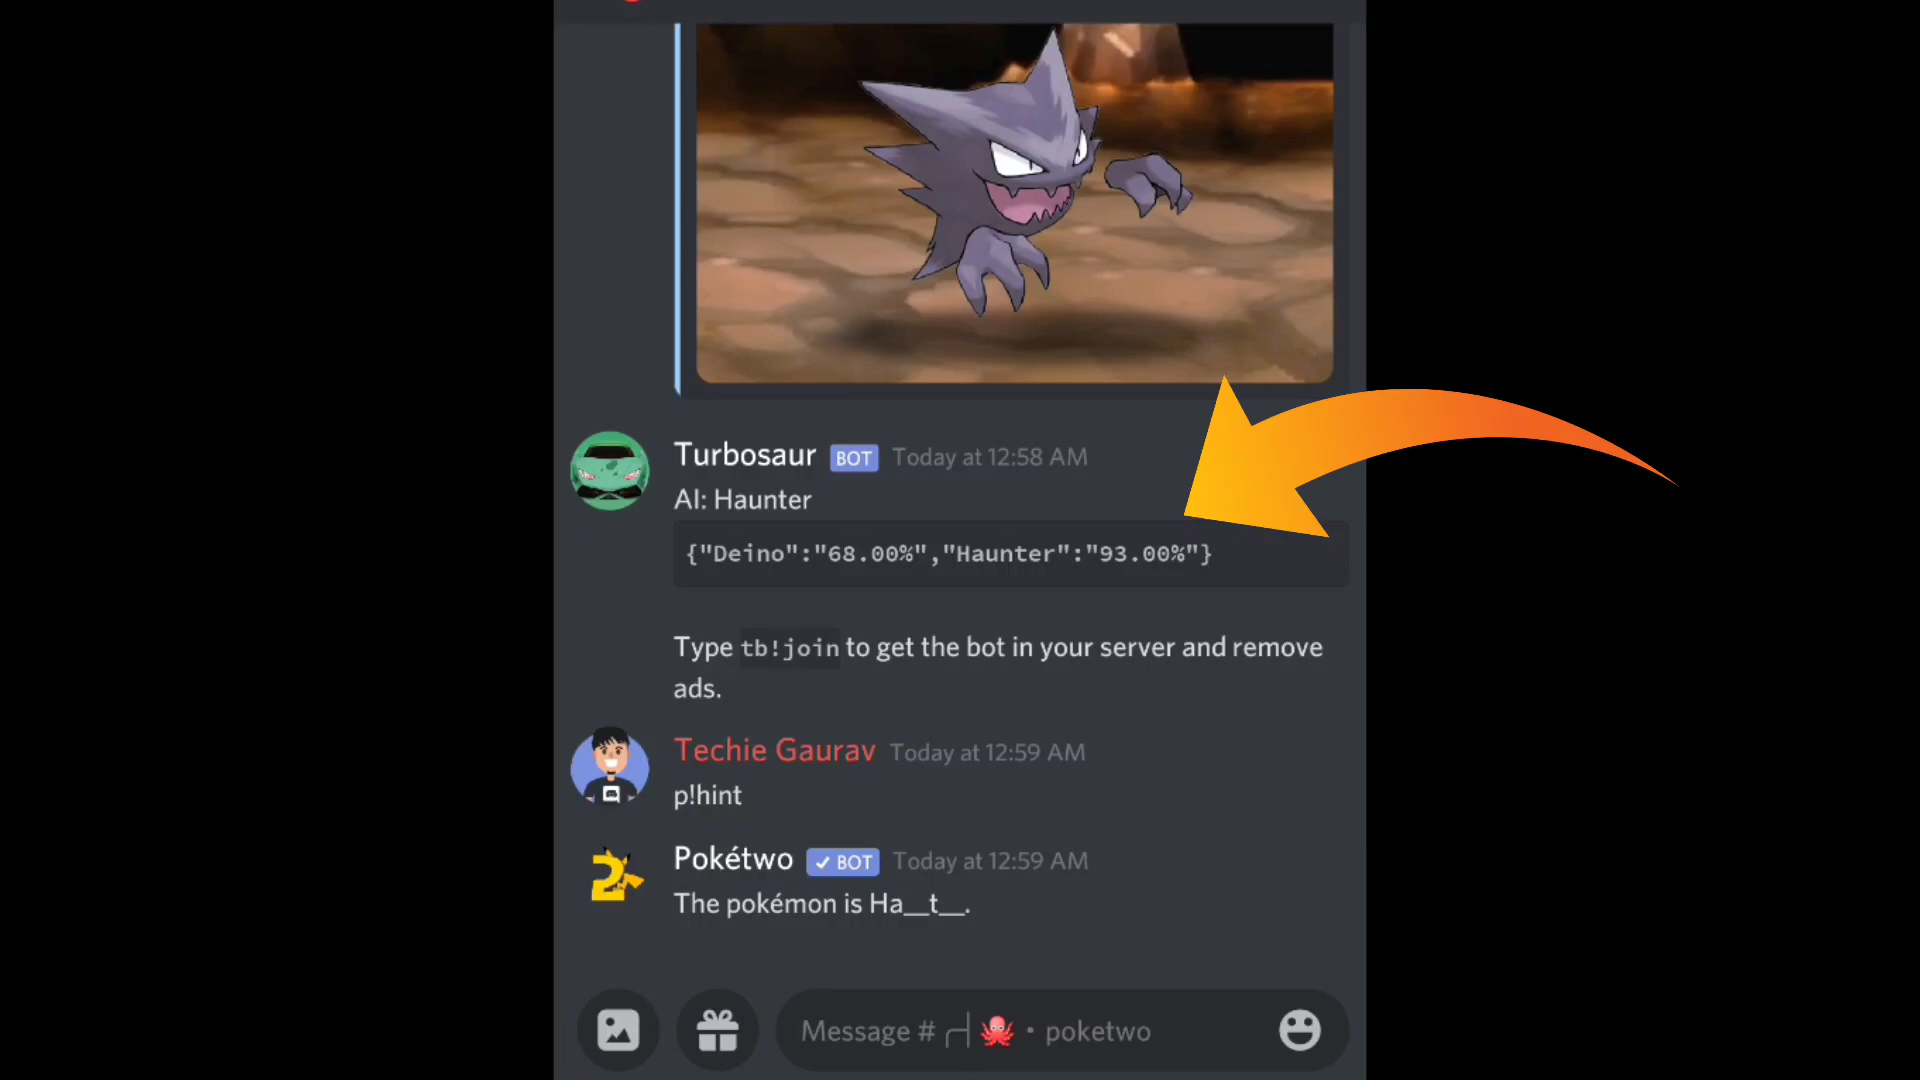 Turbosaur BOT Today at 12:58 AM
AI: Haunter
{"Deino":"68.00%","Haunter":"93.00%"}
Type tb!join to get the bot in your server and remove
ads.
Techie Gaurav Today at 12:59 AM
p!hint
Pokétwo ✓ BOT Today at 12:59 AM
The pokémon is Ha__t__.
Message # ╭┤🐙・poketwo